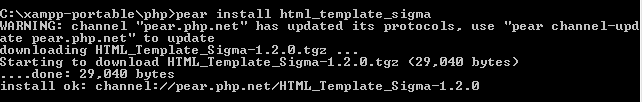 C:\xampp-portable\php>pear install html_template_sigma
WARNING: channel "pear.php.net" has updated its protocols, use "pear channel-upd
ate pear.php.net" to update
downloading HTML_Template_Sigma-1.2.0.tgz ...
Starting to download HTML_Template_Sigma-1.2.0.tgz (29,040 bytes)
....done: 29,040 bytes
install ok: channel://pear.php.net/HTML_Template_Sigma-1.2.0